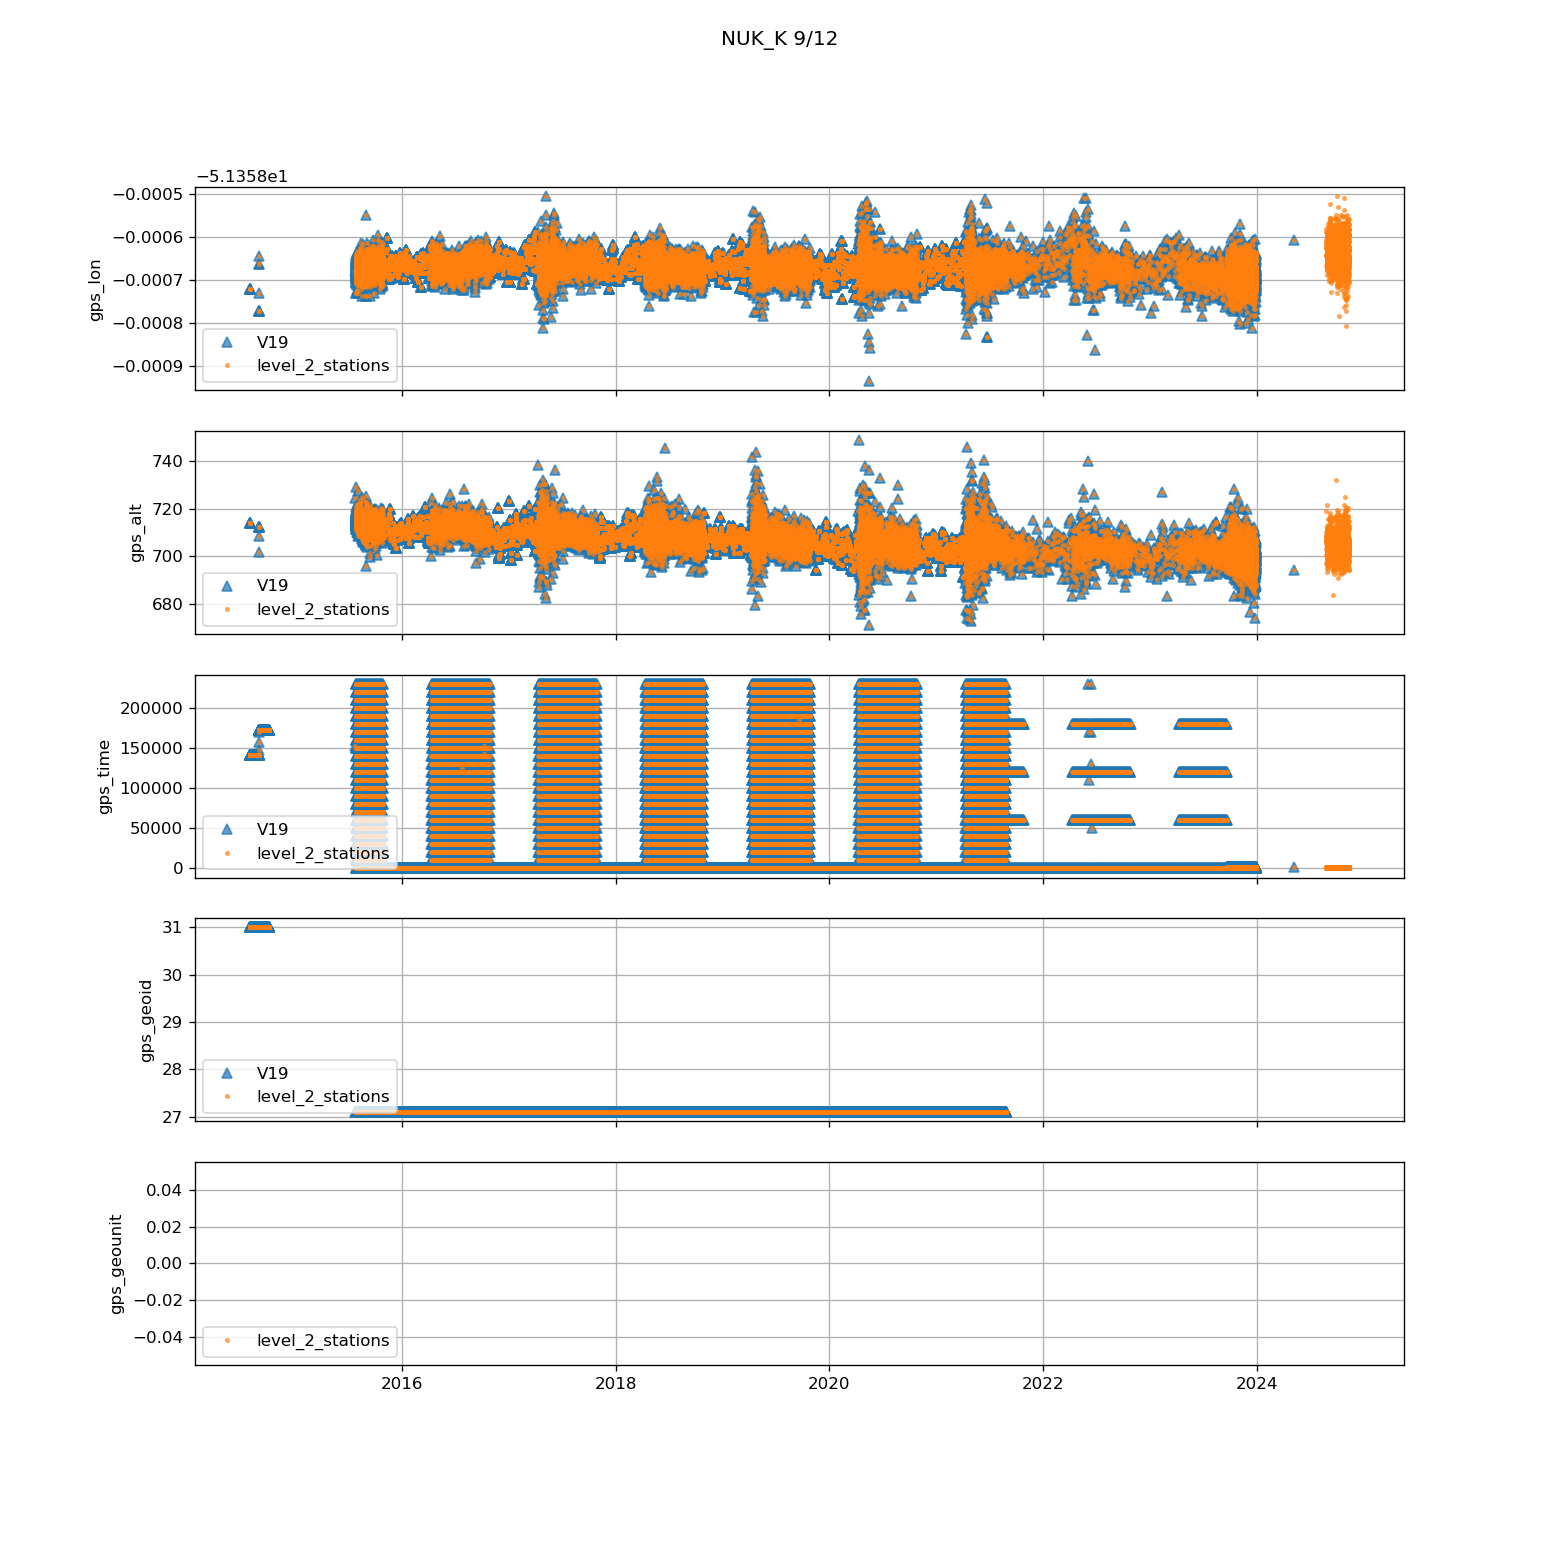 NUK_K 9/12
−5.1358e1
−0.0005
−0.0006
−0.0007
−0.0008
−0.0009
gps_lon
V19
level_2_stations
740
720
700
680
gps_alt
V19
level_2_stations
200000
150000
100000
50000
0
gps_time
V19
level_2_stations
31
30
29
28
27
gps_geoid
V19
level_2_stations
0.04
0.02
0.00
−0.02
−0.04
gps_geounit
level_2_stations
2016 2018 2020 2022 2024